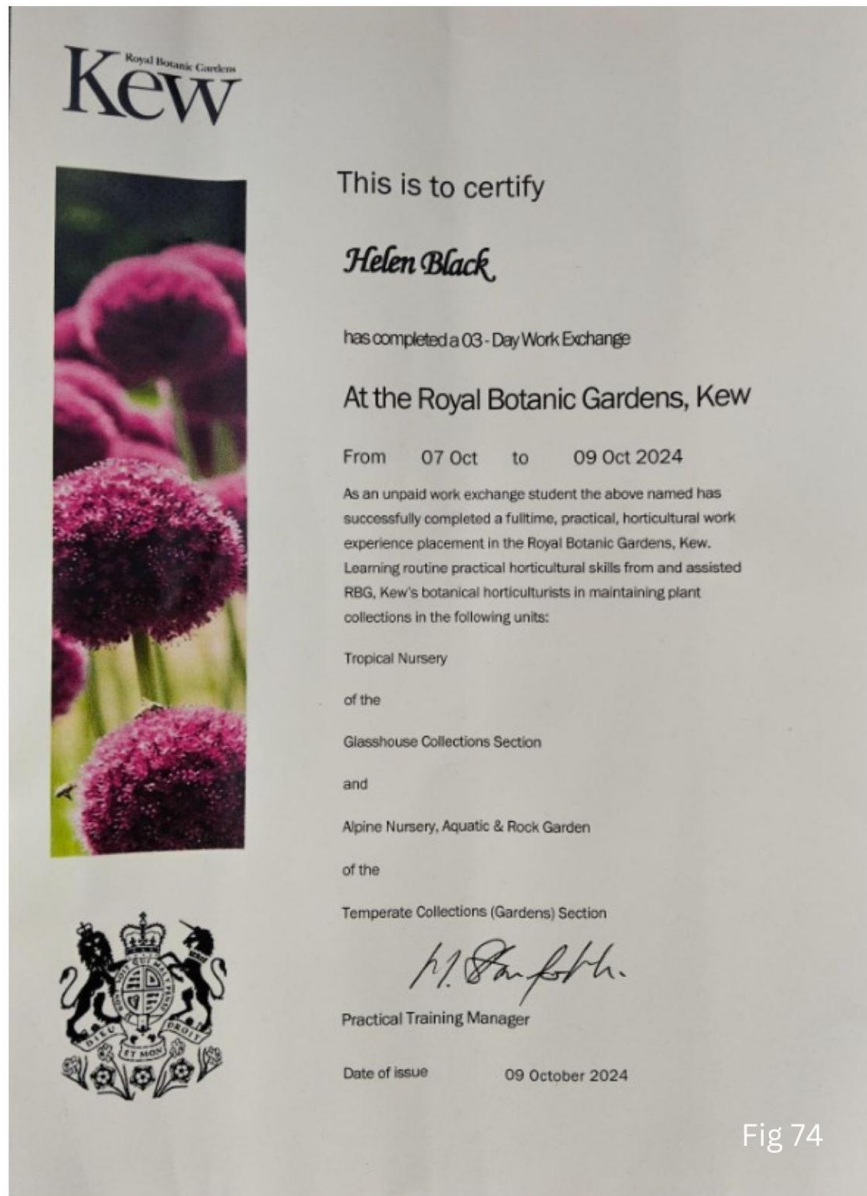 Royal Botanic Gardens
Kew
This is to certify
Helen Black
has completed a 03-Day Work Exchange
At the Royal Botanic Gardens, Kew
From 07 Oct to 09 Oct 2024
As an unpaid work exchange student the above named has
successfully completed a fulltime, practical, horticultural work
experience placement in the Royal Botanic Gardens, Kew.
Learning routine practical horticultural skills from and assisted
RBG, Kew's botanical horticulturists in maintaining plant
collections in the following units:
Tropical Nursery
of the
Glasshouse Collections Section
and
Alpine Nursery, Aquatic & Rock Garden
of the
Temperate Collections (Gardens) Section
Practical Training Manager
DIEU
ET MON
DROIT
Date of issue 09 October 2024
Fig 74